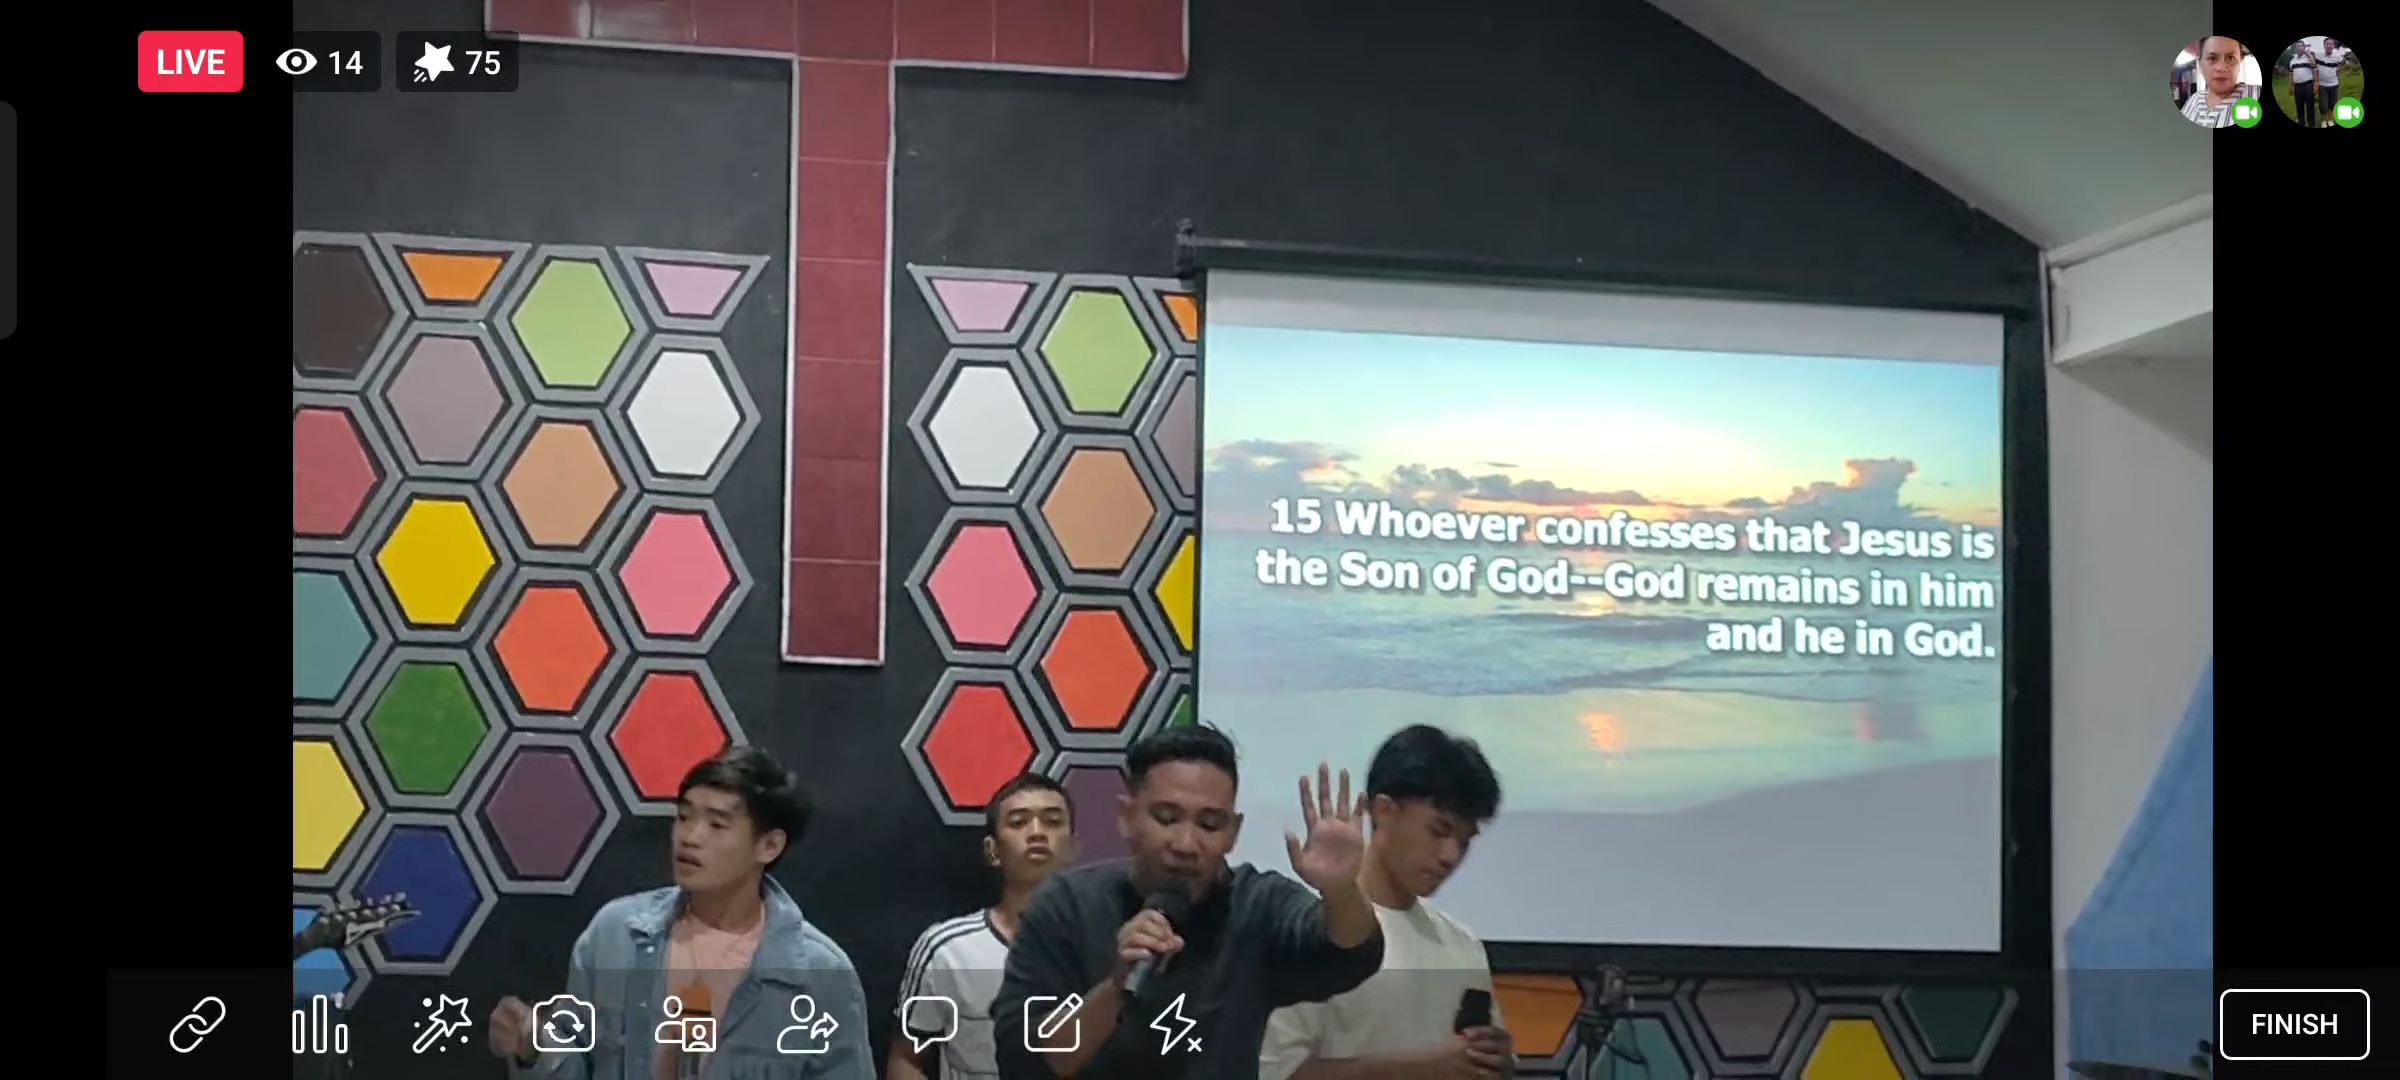 LIVE
14
75
15 Whoever confesses that Jesus is
the Son of God--God remains in him
and he in God.
FINISH